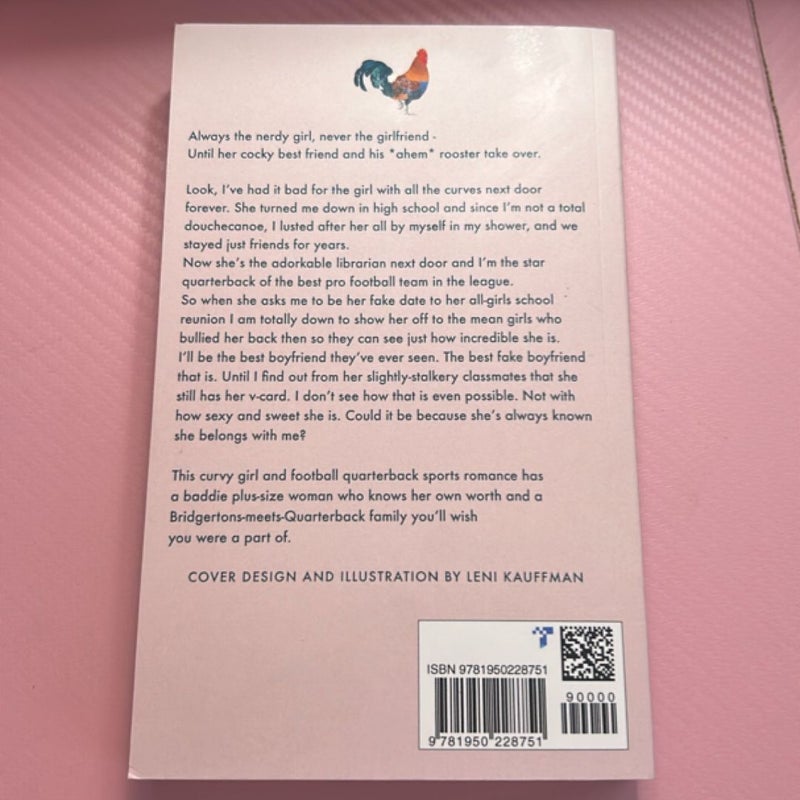 Always the nerdy girl, never the girlfriend -
Until her cocky best friend and his *ahem* rooster take over.
Look, I've had it bad for the girl with all the curves next door
forever. She turned me down in high school and since I'm not a total
douchecanoe, I lusted after her all by myself in my shower, and we
stayed just friends for years.
Now she's the adorkable librarian next door and I'm the star
quarterback of the best pro football team in the league.
So when she asks me to be her fake date to her all-girls school
reunion I am totally down to show her off to the mean girls who
bullied her back then so they can see just how incredible she is.
I'll be the best boyfriend they've ever seen. The best fake boyfriend
that is. Until I find out from her slightly-stalkery classmates that she
still has her v-card. I don't see how that is even possible. Not with
how sexy and sweet she is. Could it be because she's always known
she belongs with me?
This curvy girl and football quarterback sports romance has
a baddie plus-size woman who knows her own worth and a
Bridgertons-meets-Quarterback family you'll wish
you were a part of.
COVER DESIGN AND ILLUSTRATION BY LENI KAUFFMAN
ISBN 9781950228751
90000
9 781950 228751